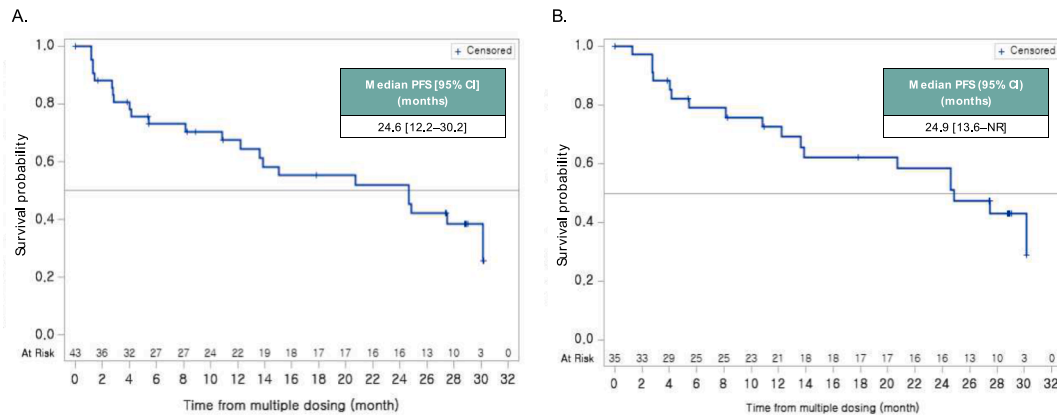 A.
1.0
0.8
0.6
0.4
0.2
0.0
Survival probability
+ Censored
Median PFS [95% CI]
(months)
24.6 [12.2–30.2]
At Risk 43 36 32 27 27 24 22 19 18 17 17 16 16 13 10 3 0
0 2 4 6 8 10 12 14 16 18 20 22 24 26 28 30 32
Time from multiple dosing (month)
B.
1.0
0.8
0.6
0.4
0.2
0.0
Survival probability
+ Censored
Median PFS (95% CI)
(months)
24.9 [13.6–NR]
At Risk 35 33 29 25 25 23 21 18 18 17 17 16 16 13 10 3 0
0 2 4 6 8 10 12 14 16 18 20 22 24 26 28 30 32
Time from multiple dosing (month)